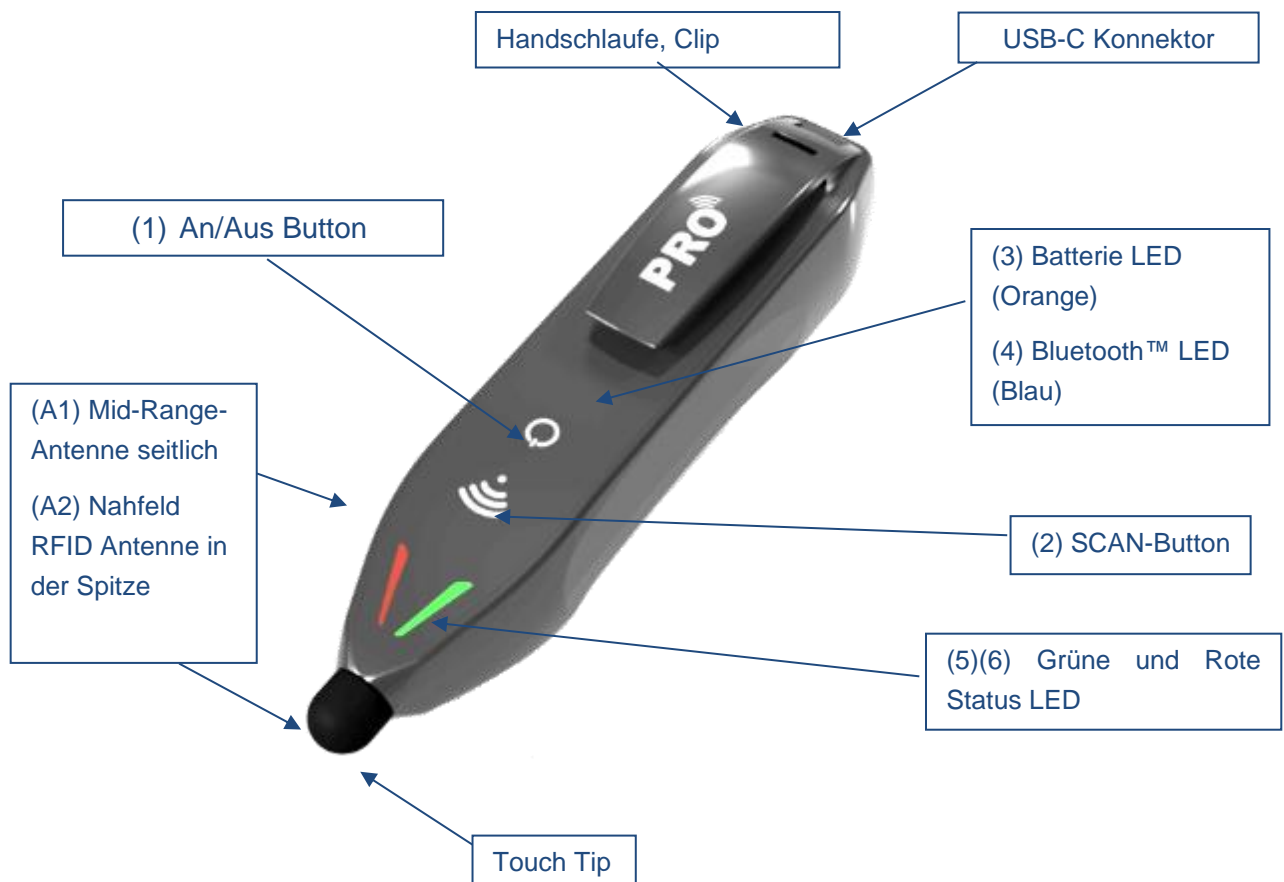 Handschlaufe, Clip
USB-C Konnektor
PRO
(1) An/Aus Button
(3) Batterie LED
(Orange)
(4) Bluetooth™ LED
(Blau)
(A1) Mid-Range-
Antenne seitlich
(A2) Nahfeld
RFID Antenne in
der Spitze
(2) SCAN-Button
(5)(6) Grüne und Rote
Status LED
Touch Tip